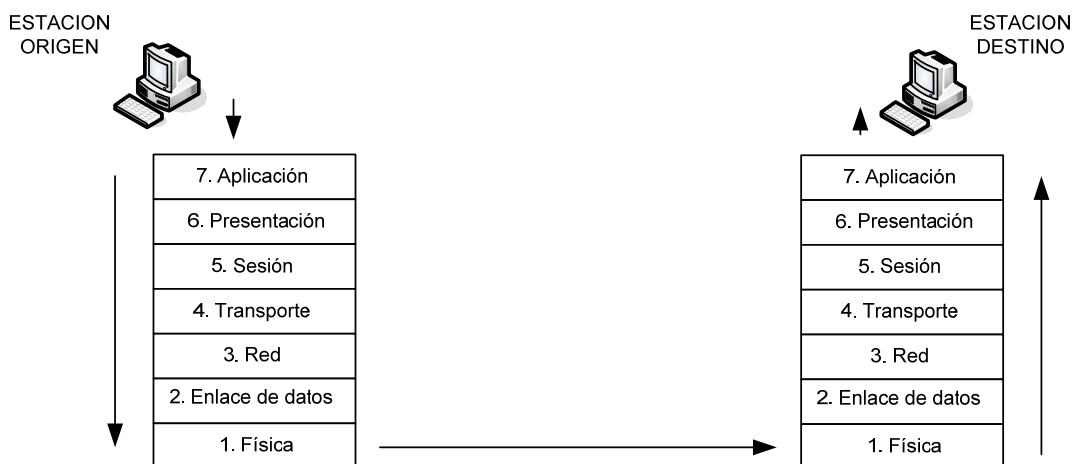 ESTACION
ORIGEN
7. Aplicación
6. Presentación
5. Sesión
4. Transporte
3. Red
2. Enlace de datos
1. Física
ESTACION
DESTINO
7. Aplicación
6. Presentación
5. Sesión
4. Transporte
3. Red
2. Enlace de datos
1. Física